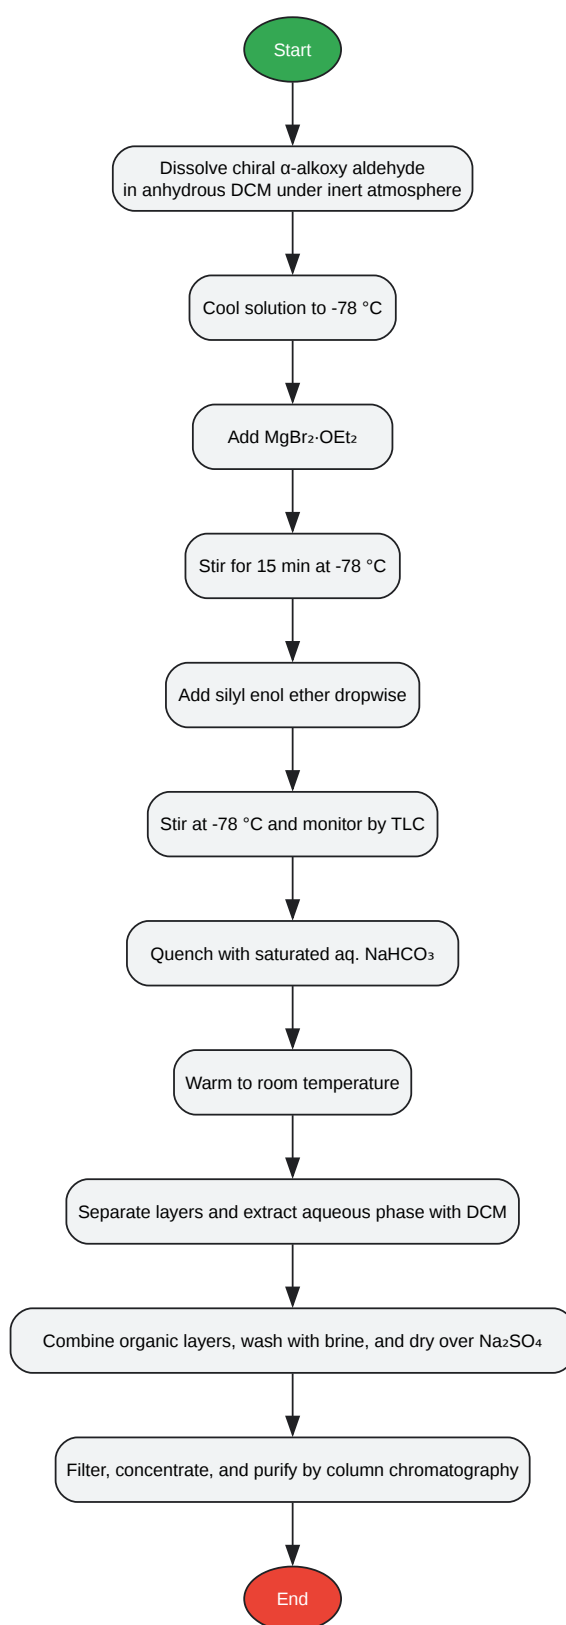 Start
Dissolve chiral α-alkoxy aldehyde
in anhydrous DCM under inert atmosphere
Cool solution to -78 °C
Add MgBr₂·OEt₂
Stir for 15 min at -78 °C
Add silyl enol ether dropwise
Stir at -78 °C and monitor by TLC
Quench with saturated aq. NaHCO₃
Warm to room temperature
Separate layers and extract aqueous phase with DCM
Combine organic layers, wash with brine, and dry over Na₂SO₄
Filter, concentrate, and purify by column chromatography
End